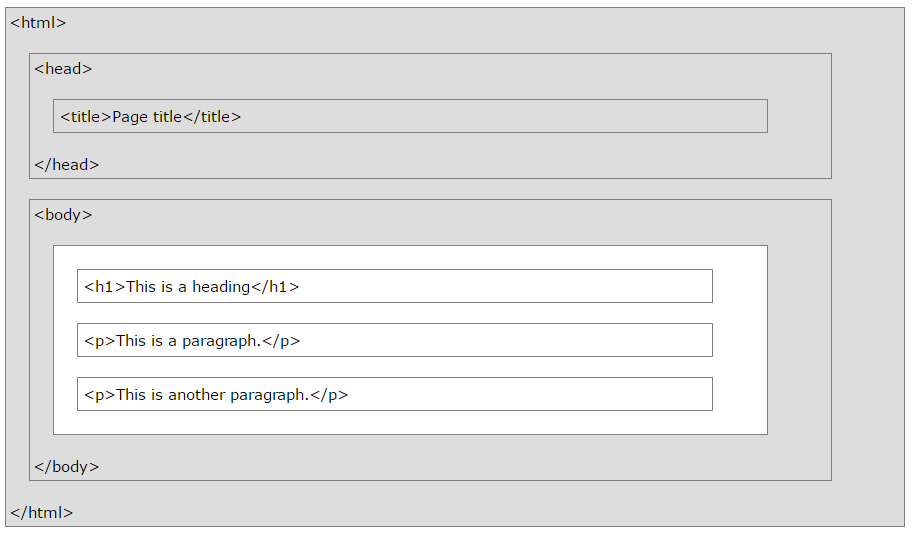 <html>
<head>
<title>Page title</title>
</head>
<body>
<h1>This is a heading</h1>
<p>This is a paragraph.</p>
<p>This is another paragraph.</p>
</body>
</html>